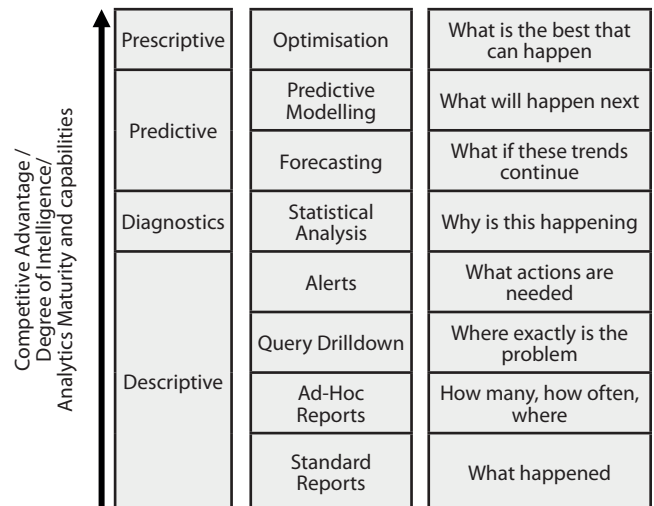 Competitive Advantage /
Degree of Intelligence/
Analytics Maturity and capabilities
Prescriptive
Optimisation
What is the best that
can happen
Predictive
Predictive
Modelling
What will happen next
Forecasting
What if these trends
continue
Diagnostics
Statistical
Analysis
Why is this happening
Descriptive
Alerts
What actions are
needed
Query Drilldown
Where exactly is the
problem
Ad-Hoc
Reports
How many, how often,
where
Standard
Reports
What happened